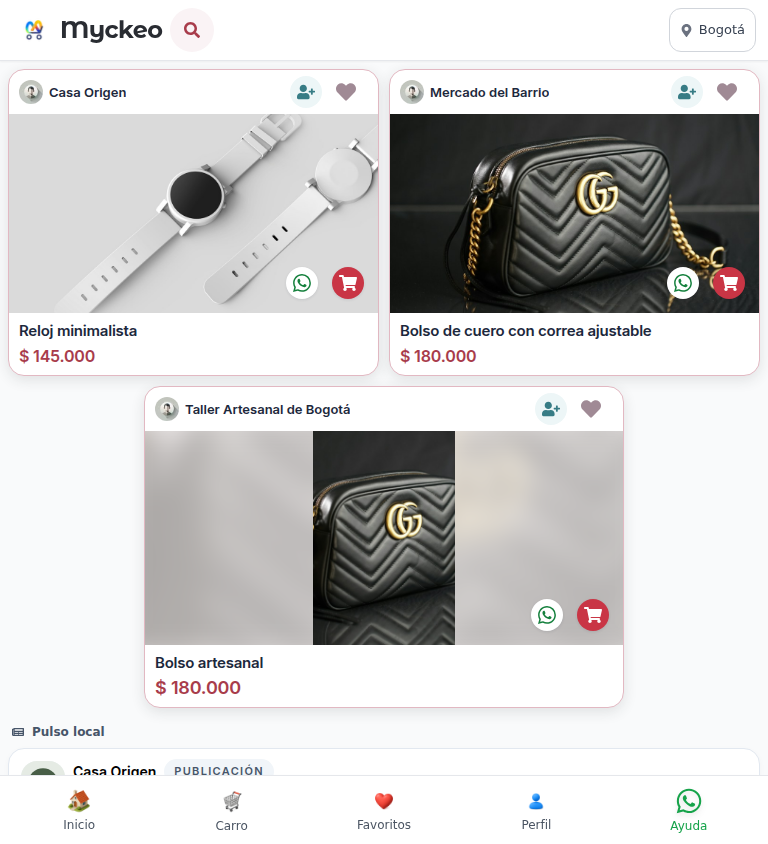 Myckeo
Bogotá
Casa Origen
Mercado del Barrio
Reloj minimalista
$ 145.000
Bolso de cuero con correa ajustable
$ 180.000
Taller Artesanal de Bogotá
Bolso artesanal
$ 180.000
Pulso local
Casa Origen PUBLICACIÓN
Inicio
Carro
Favoritos
Perfil
Ayuda